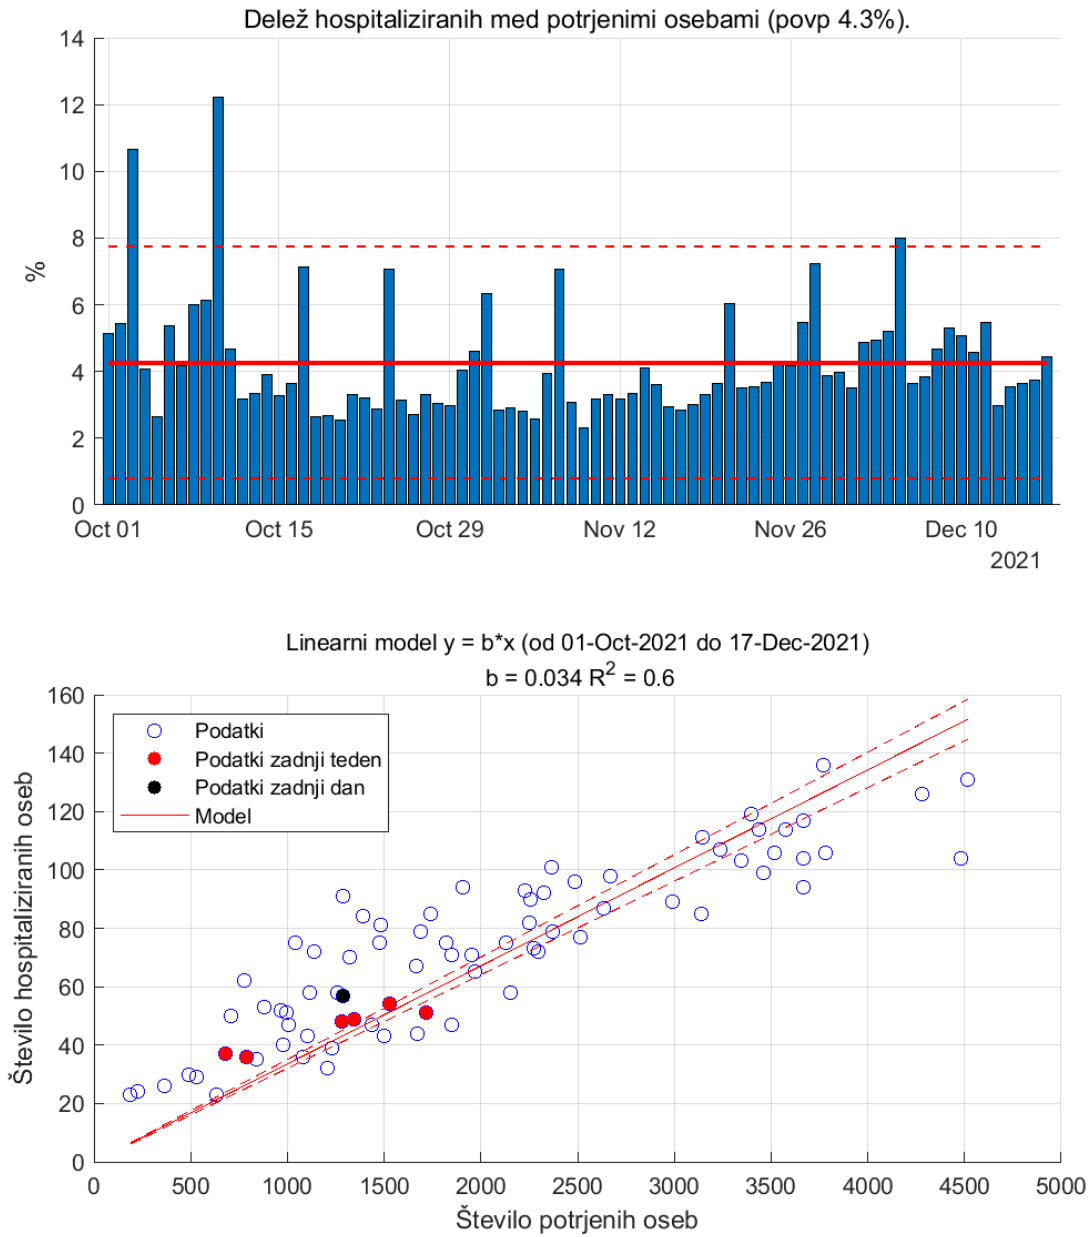 Delež hospitaliziranih med potrjenimi osebami (povp 4.3%).
14
12
10
8
6
4
2
0
%
Oct 01 Oct 15 Oct 29 Nov 12 Nov 26 Dec 10
2021
Linearni model y = b*x (od 01-Oct-2021 do 17-Dec-2021)
b = 0.034 R² = 0.6
160
140
120
100
80
60
40
20
0
Število hospitaliziranih oseb
Podatki
Podatki zadnji teden
Podatki zadnji dan
Model
0 500 1000 1500 2000 2500 3000 3500 4000 4500 5000
Število potrjenih oseb